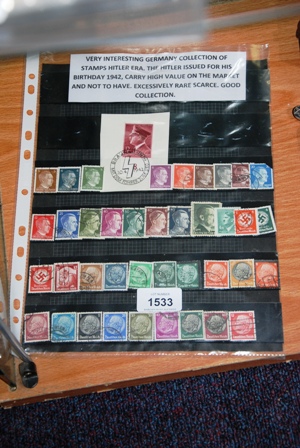 VERY INTERESTING GERMANY COLLECTION OF
STAMPS HITLER ERA. THE HITLER ISSUED FOR HIS
BIRTHDAY 1942, CARRY HIGH VALUE ON THE MARKET
AND NOT TO HAVE. EXCESSIVELY RARE SCARCE. GOOD
COLLECTION.
1533